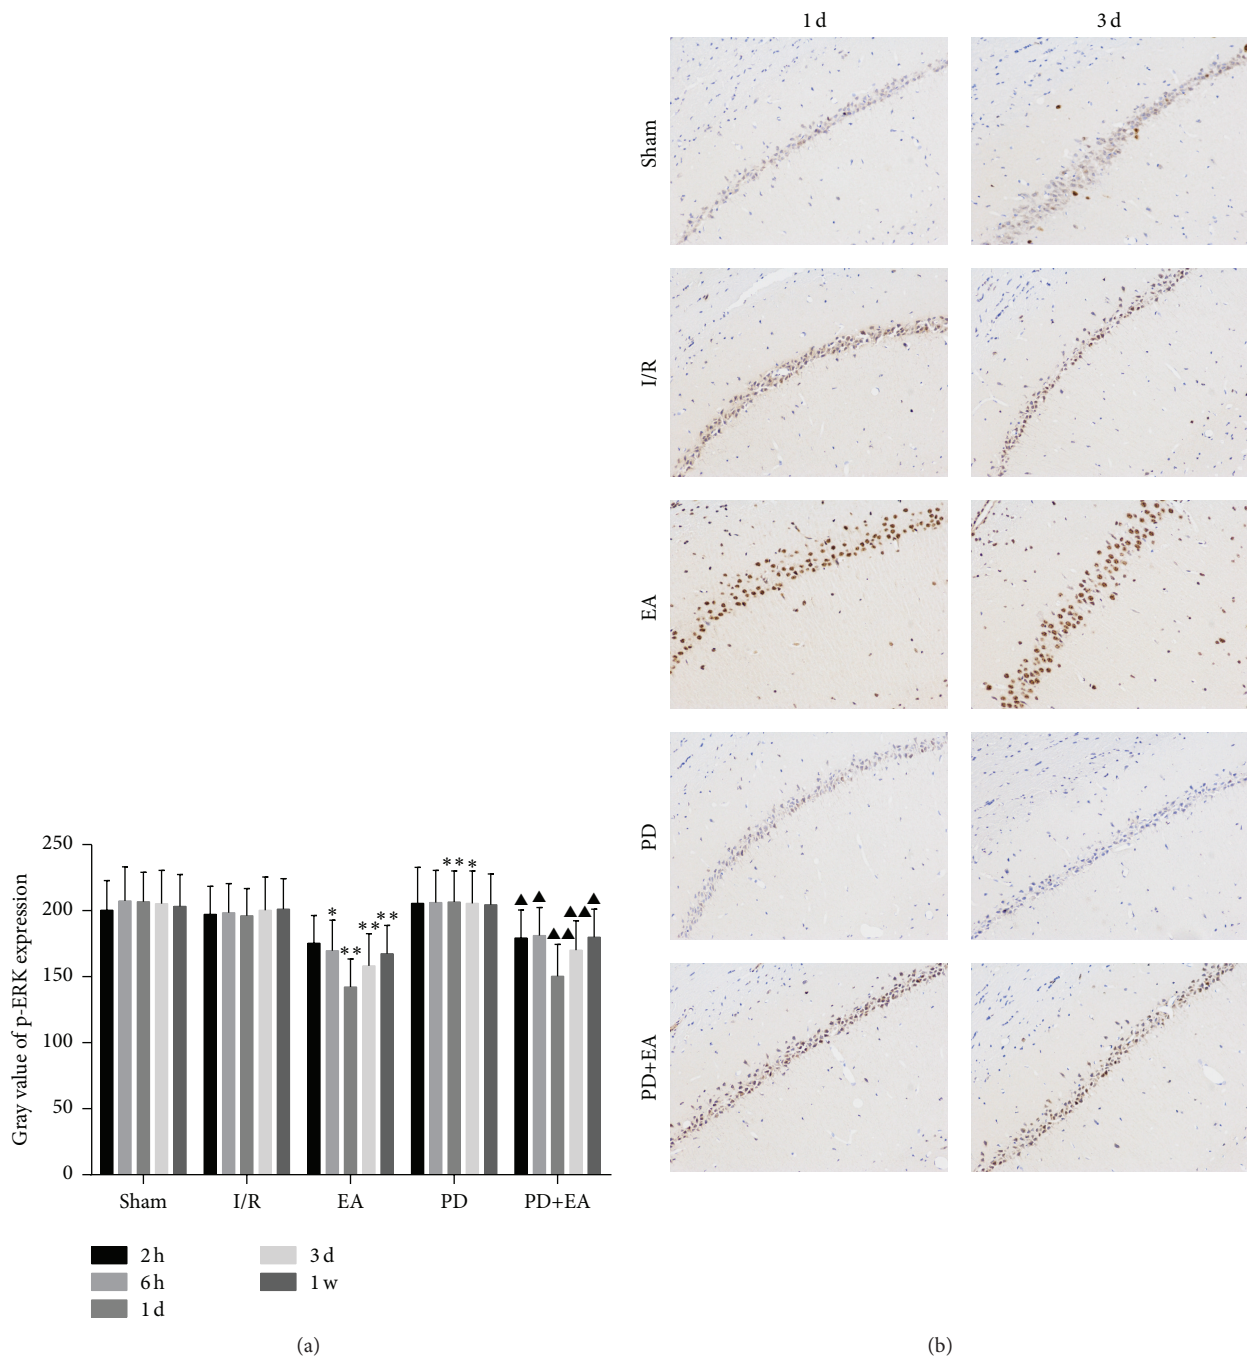 1 d 3 d
Sham
I/R
EA
PD
PD+EA
Gray value of p-ERK expression
250
200
150
100
50
0
* ** ** ** ** * ▲ ▲ ▲▲ ▲▲ ▲
Sham I/R EA PD PD+EA
2 h 3 d
6 h 1 w
1 d
(a) (b)